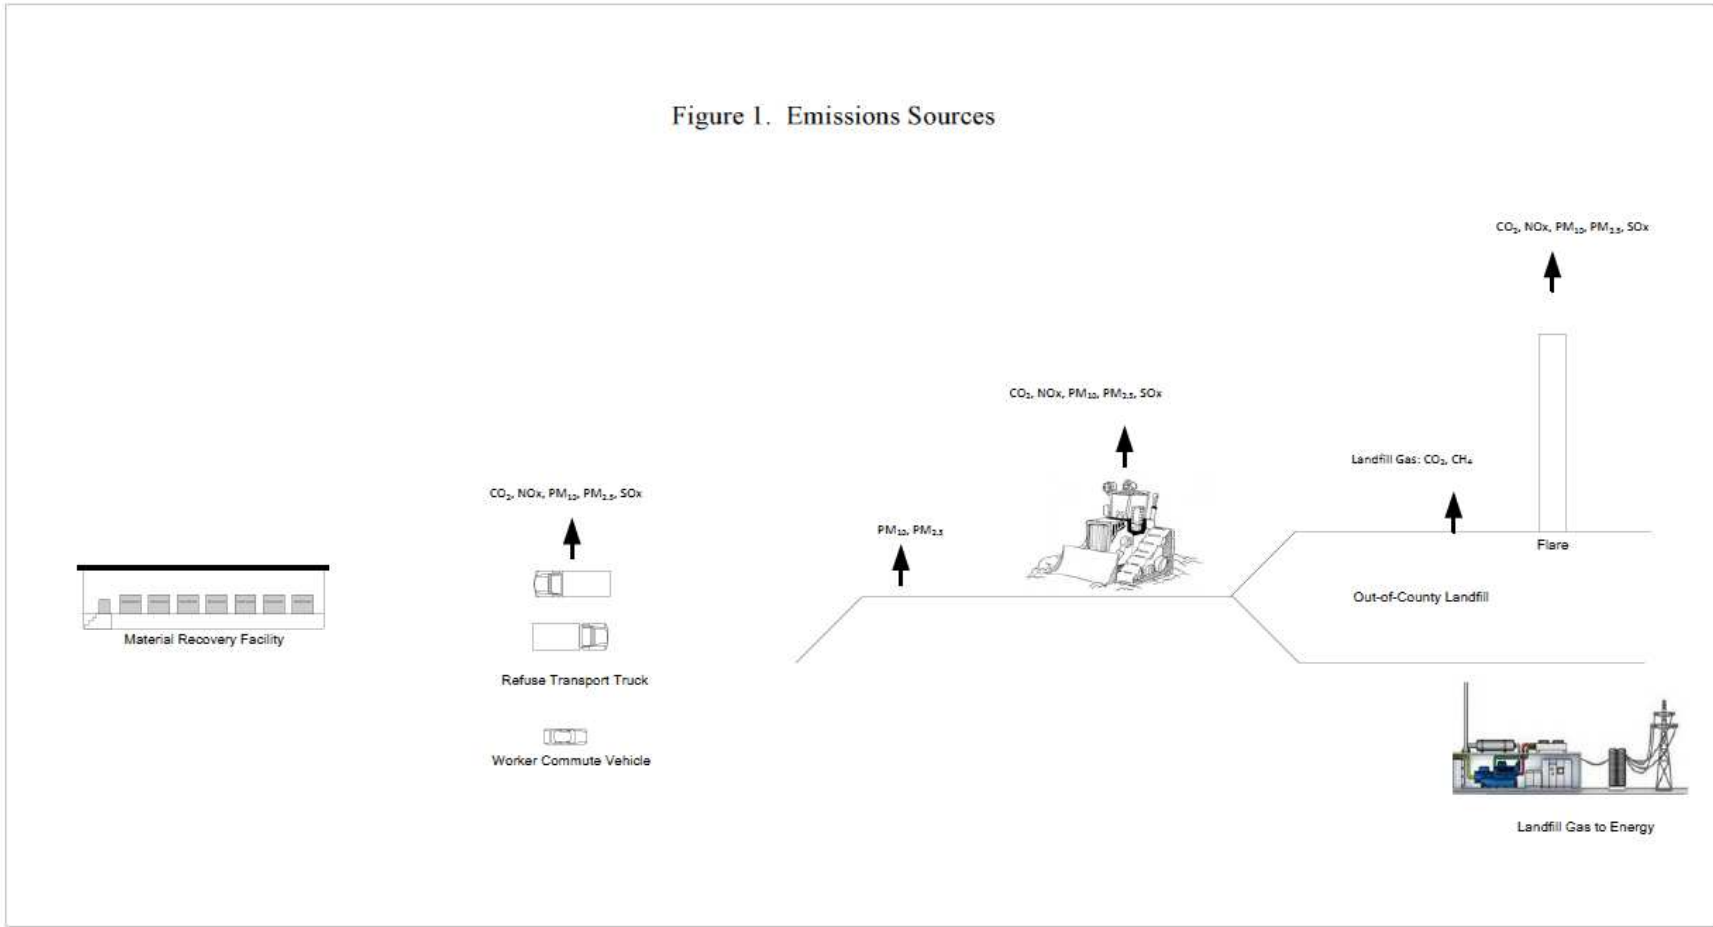 Figure 1. Emissions Sources
CO₂, NOx, PM₁₀, PM₂.₅, SOx
CO₂, NOx, PM₁₀, PM₂.₅, SOx
Landfill Gas: CO₂, CH₄
CO₂, NOx, PM₁₀, PM₂.₅, SOx
PM₁₀, PM₂.₅
Flare
Out-of-County Landfill
Material Recovery Facility
Refuse Transport Truck
Worker Commute Vehicle
Landfill Gas to Energy